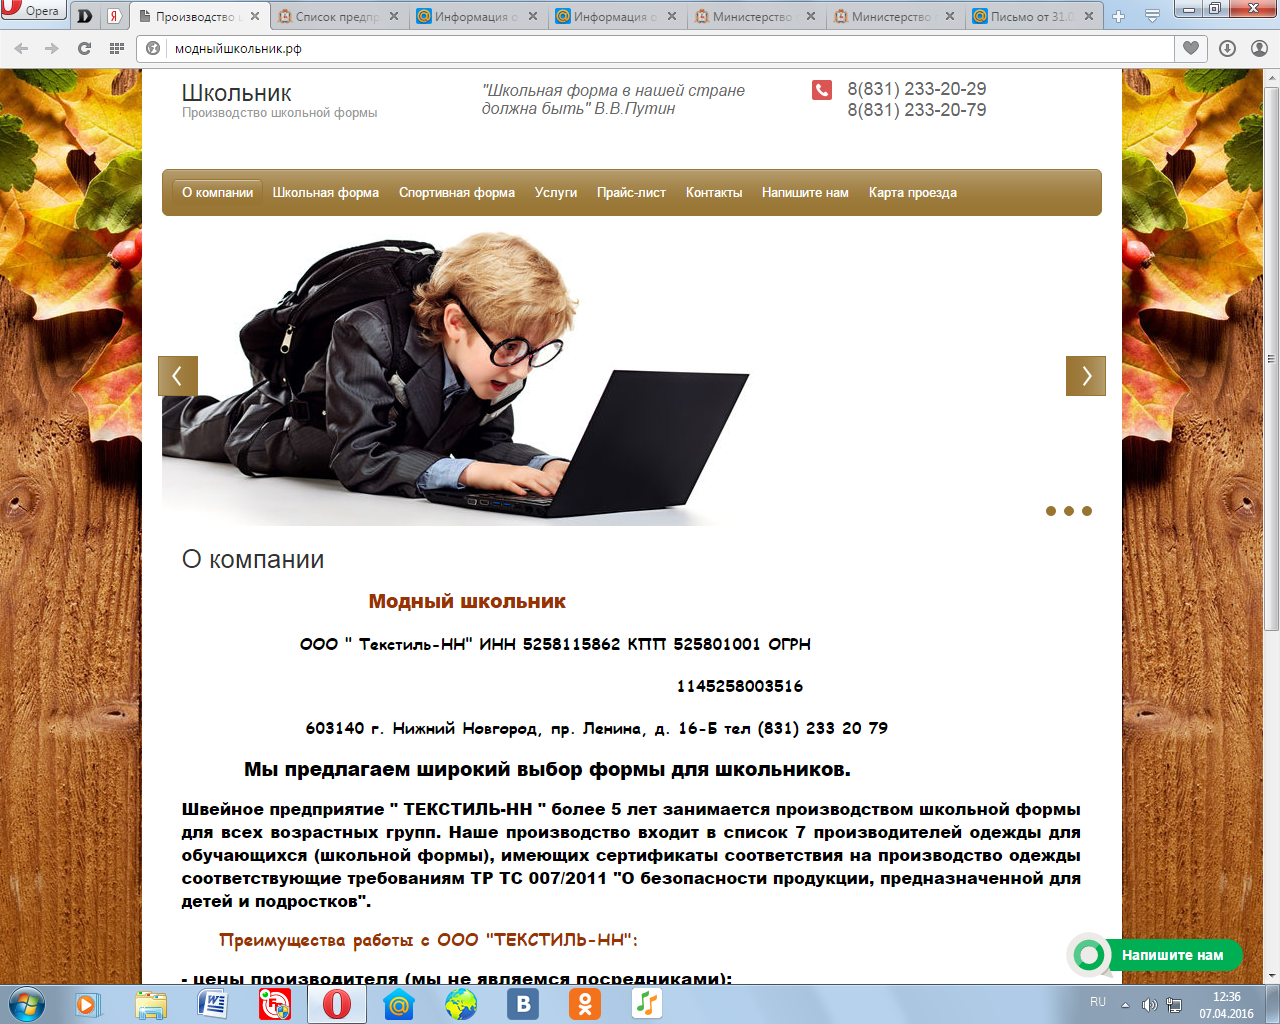 Opera
Производство ш
Список предпр
Информация о
Информация о
Министерство
Министерство
Письмо от 31.0
модныйшкольник.рф
Школьник
Производство школьной формы
"Школьная форма в нашей стране
должна быть" В.В.Путин
8(831) 233-20-29
8(831) 233-20-79
О компании
Школьная форма
Спортивная форма
Услуги
Прайс-лист
Контакты
Напишите нам
Карта проезда
О компании
Модный школьник
ООО " Текстиль-НН" ИНН 5258115862 КПП 525801001 ОГРН
1145258003516
603140 г. Нижний Новгород, пр. Ленина, д. 16-Б тел (831) 233 20 79
Мы предлагаем широкий выбор формы для школьников.
Швейное предприятие " ТЕКСТИЛЬ-НН " более 5 лет занимается производством школьной формы
для всех возрастных групп. Наше производство входит в список 7 производителей одежды для
обучающихся (школьной формы), имеющих сертификаты соответствия на производство одежды
соответствующие требованиям ТР ТС 007/2011 "О безопасности продукции, предназначенной для
детей и подростков".
Преимущества работы с ООО "ТЕКСТИЛЬ-НН":
- цены производителя (мы не являемся посредниками);
Напишите нам
RU
12:36
07.04.2016